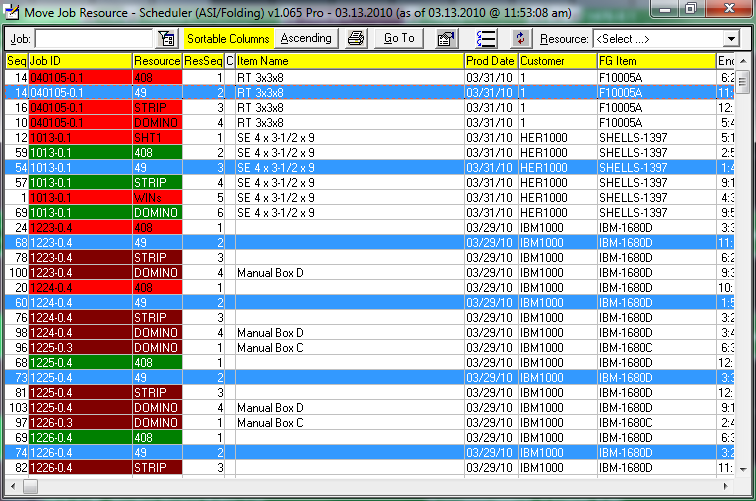 Move Job Resource - Scheduler (ASI/Folding) v1.065 Pro - 03.13.2010 (as of 03.13.2010 @ 11:53:08 am)
Job: Sortable Columns Ascending Go To Resource: <Select ...>
Seq Job ID Resource ResSeq C Item Name Prod Date Customer FG Item End
14 040105-0.1 408 1 RT 3x3x8 03/31/10 1 F10005A 6:2
14 040105-0.1 49 2 RT 3x3x8 03/31/10 1 F10005A 11:
16 040105-0.1 STRIP 3 RT 3x3x8 03/31/10 1 F10005A 6:2
10 040105-0.1 DOMINO 4 RT 3x3x8 03/31/10 1 F10005A 5:4
12 1013-0.1 SHT1 1 SE 4 x 3-1/2 x 9 03/31/10 HER1000 SHELLS-1397 5:1
59 1013-0.1 408 2 SE 4 x 3-1/2 x 9 03/31/10 HER1000 SHELLS-1397 2:5
54 1013-0.1 49 3 SE 4 x 3-1/2 x 9 03/31/10 HER1000 SHELLS-1397 1:4
57 1013-0.1 STRIP 4 SE 4 x 3-1/2 x 9 03/31/10 HER1000 SHELLS-1397 9:1
1 1013-0.1 WINs 5 SE 4 x 3-1/2 x 9 03/31/10 HER1000 SHELLS-1397 4:3
69 1013-0.1 DOMINO 6 SE 4 x 3-1/2 x 9 03/31/10 HER1000 SHELLS-1397 9:5
24 1223-0.4 408 1 03/29/10 IBM1000 IBM-1680D 3:3
68 1223-0.4 49 2 03/29/10 IBM1000 IBM-1680D 11:
78 1223-0.4 STRIP 3 03/29/10 IBM1000 IBM-1680D 6:2
100 1223-0.4 DOMINO 4 Manual Box D 03/29/10 IBM1000 IBM-1680D 9:3
20 1224-0.4 408 1 03/29/10 IBM1000 IBM-1680D 10:
60 1224-0.4 49 2 03/29/10 IBM1000 IBM-1680D 1:5
76 1224-0.4 STRIP 3 03/29/10 IBM1000 IBM-1680D 3:2
98 1224-0.4 DOMINO 4 Manual Box D 03/29/10 IBM1000 IBM-1680D 3:4
96 1225-0.3 DOMINO 1 Manual Box C 03/29/10 IBM1000 IBM-1680C 6:3
68 1225-0.4 408 1 03/29/10 IBM1000 IBM-1680D 12:
73 1225-0.4 49 2 03/29/10 IBM1000 IBM-1680D 3:3
81 1225-0.4 STRIP 3 03/29/10 IBM1000 IBM-1680D 12:
103 1225-0.4 DOMINO 4 Manual Box D 03/29/10 IBM1000 IBM-1680D 9:1
97 1226-0.3 DOMINO 1 Manual Box C 03/29/10 IBM1000 IBM-1680C 2:4
69 1226-0.4 408 1 03/29/10 IBM1000 IBM-1680D 6:3
74 1226-0.4 49 2 03/29/10 IBM1000 IBM-1680D 3:2
82 1226-0.4 STRIP 3 03/29/10 IBM1000 IBM-1680D 12: